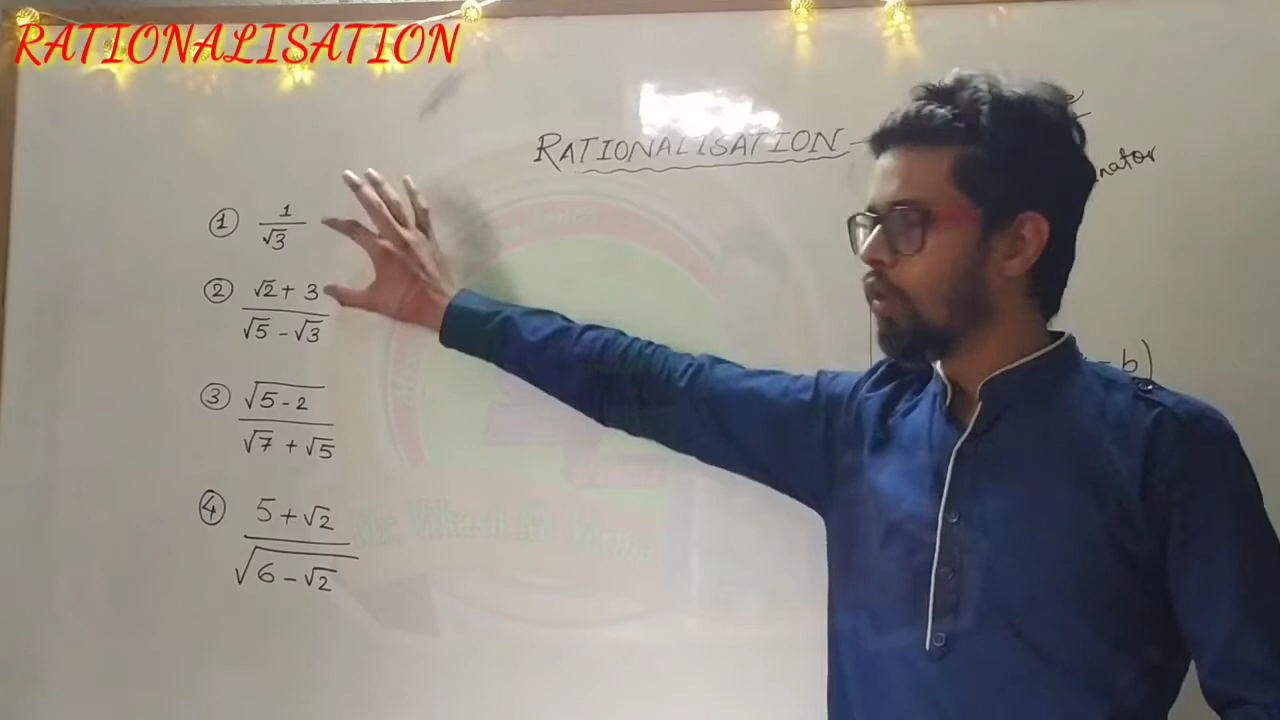 RATIONALISATION
RATIONALISATION -
nator
① 1/√3
② (√2 + 3)/(√5 - √3)
③ √(5 - 2)/(√7 + √5)
- b)
④ (5 + √2)/√(6 - √2)